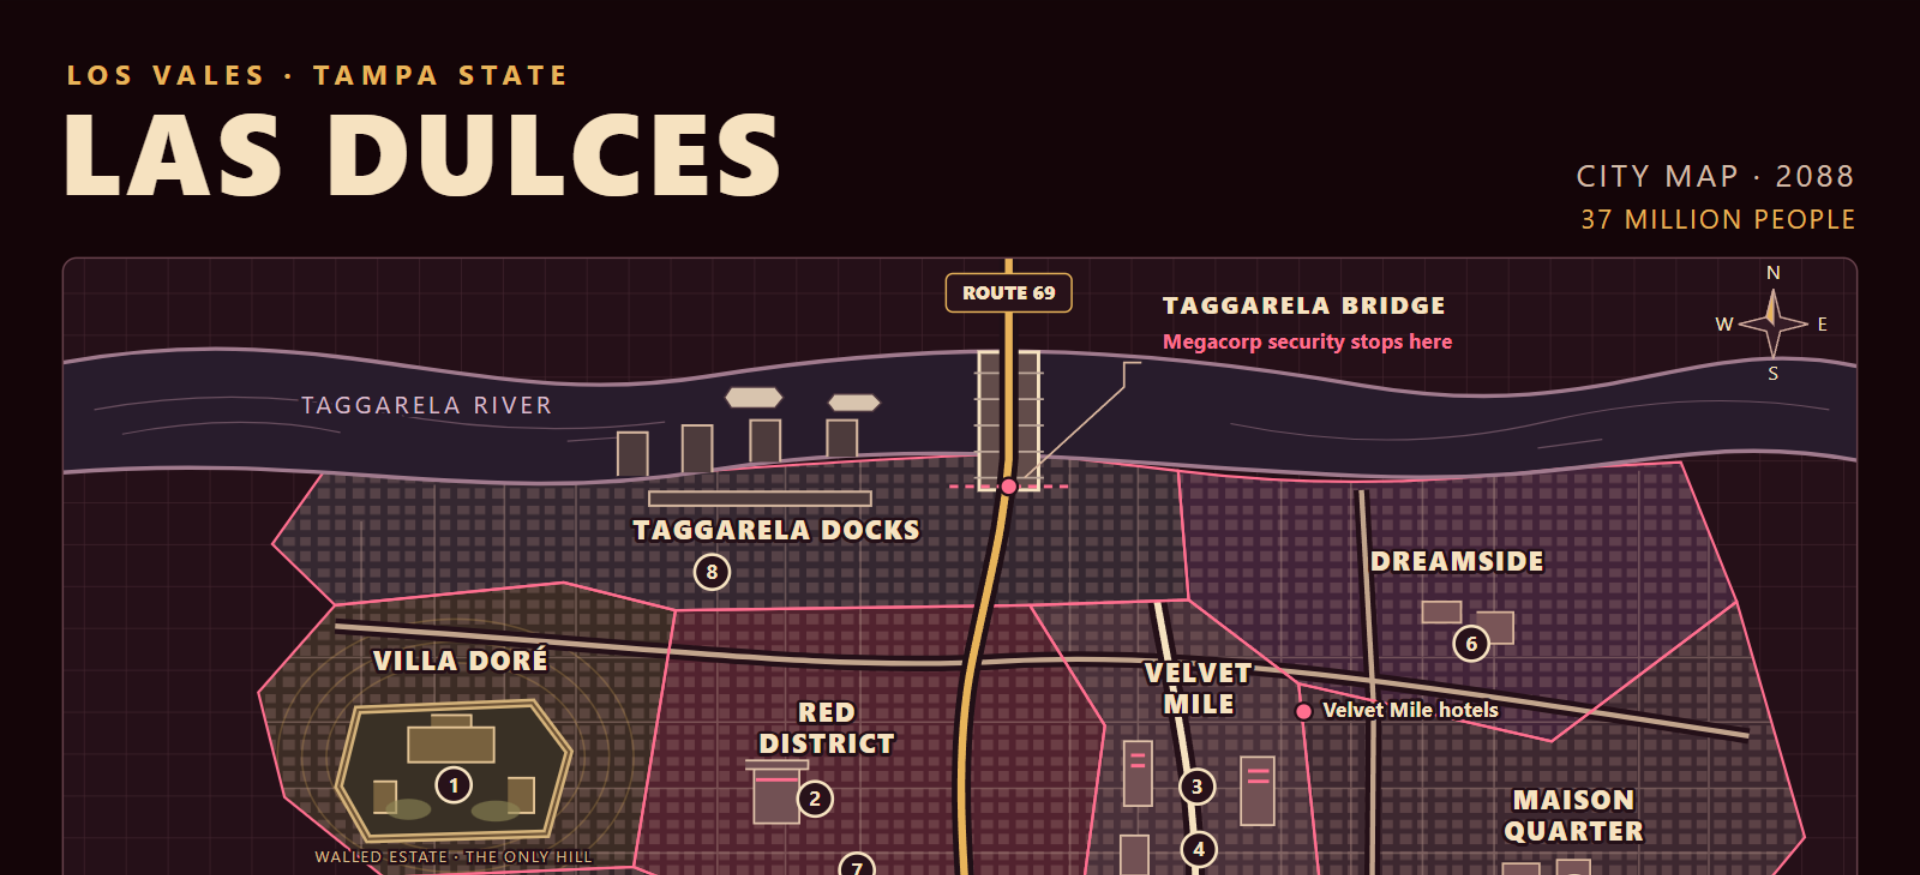 LOS VALES · TAMPA STATE
LAS DULCES
CITY MAP · 2088
37 MILLION PEOPLE
N
W
E
S
ROUTE 69
TAGGARELA BRIDGE
Megacorp security stops here
TAGGARELA RIVER
TAGGARELA DOCKS
8
DREAMSIDE
6
VILLA DORÉ
1
WALLED ESTATE · THE ONLY HILL
RED
DISTRICT
2
7
VELVET
MILE
Velvet Mile hotels
3
4
MAISON
QUARTER